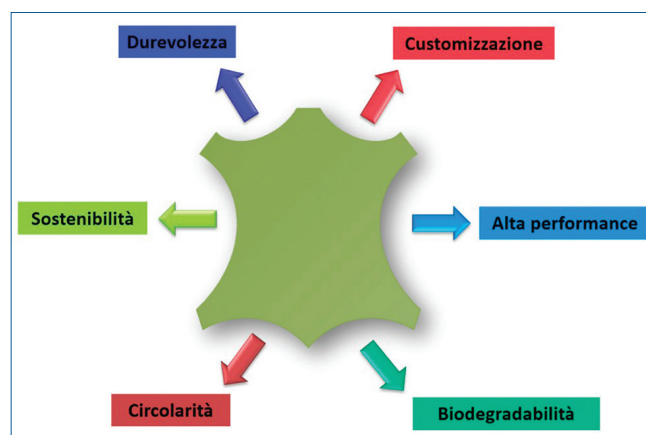 Durevolezza
Customizzazione
Sostenibilità
Alta performance
Circolarità
Biodegradabilità